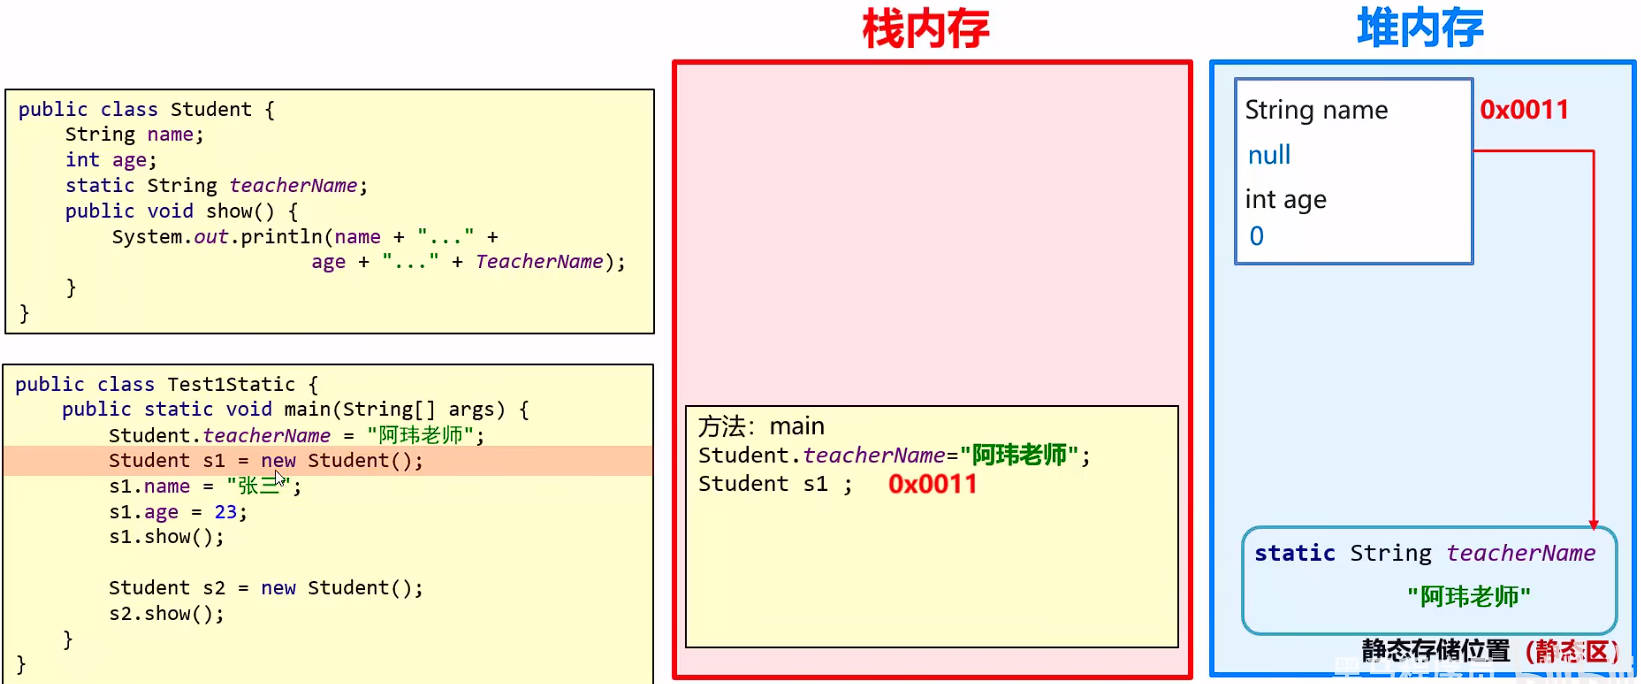 栈内存
堆内存
public class Student {
String name;
int age;
static String teacherName;
public void show() {
System.out.println(name + "..." +
age + "..." + TeacherName);
}
}
public class Test1Static {
public static void main(String[] args) {
Student.teacherName = "阿玮老师";
Student s1 = new Student();
s1.name = "张三";
s1.age = 23;
s1.show();
Student s2 = new Student();
s2.show();
}
}
方法：main
Student.teacherName="阿玮老师";
Student s1 ; 0x0011
String name
0x0011
null
int age
0
static String teacherName
"阿玮老师"
静态存储位置（静态区）